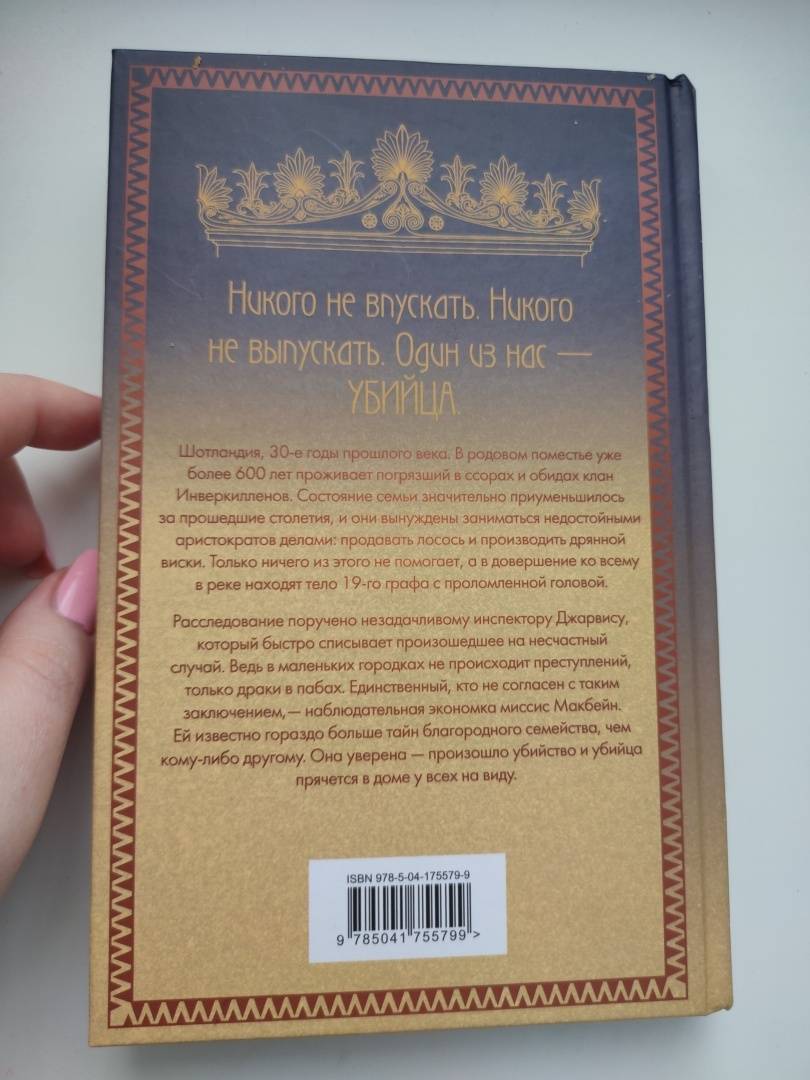 Никого не впускать. Никого
не выпускать. Один из нас —
УБИЙЦА.
Шотландия, 30-е годы прошлого века. В родовом поместье уже
более 600 лет проживает погрязший в ссорах и обидах клан
Инверкилленов. Состояние семьи значительно приуменьшилось
за прошедшие столетия, и они вынуждены заниматься недостойными
аристократов делами: продавать лосось и производить дрянной
виски. Только ничего из этого не помогает, а в довершение ко всему
в реке находят тело 19-го графа с проломленной головой.
Расследование поручено незадачливому инспектору Джарвису,
который быстро списывает произошедшее на несчастный
случай. Ведь в маленьких городках не происходит преступлений,
только драки в пабах. Единственный, кто не согласен с таким
заключением, — наблюдательная экономка миссис Макбейн.
Ей известно гораздо больше тайн благородного семейства, чем
кому-либо другому. Она уверена — произошло убийство и убийца
прячется в доме у всех на виду.
ISBN 978-5-04-175579-9
9 785041 755799 >